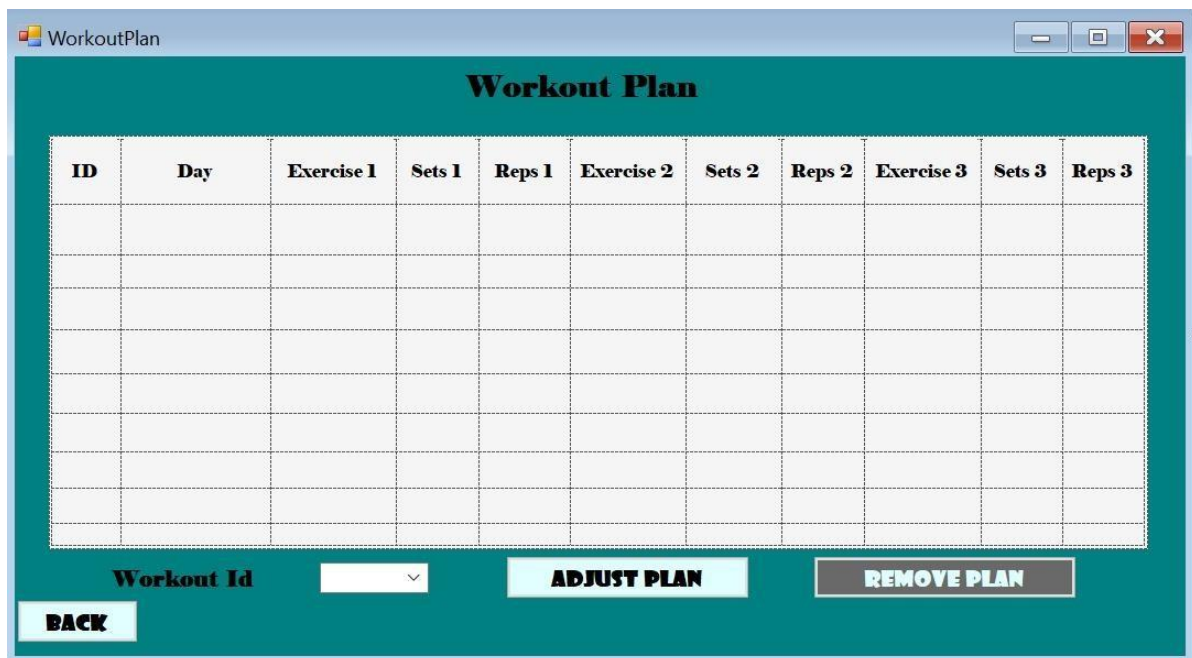 WorkoutPlan
Workout Plan
ID Day Exercise 1 Sets 1 Reps 1 Exercise 2 Sets 2 Reps 2 Exercise 3 Sets 3 Reps 3
Workout Id ADJUST PLAN REMOVE PLAN
BACK